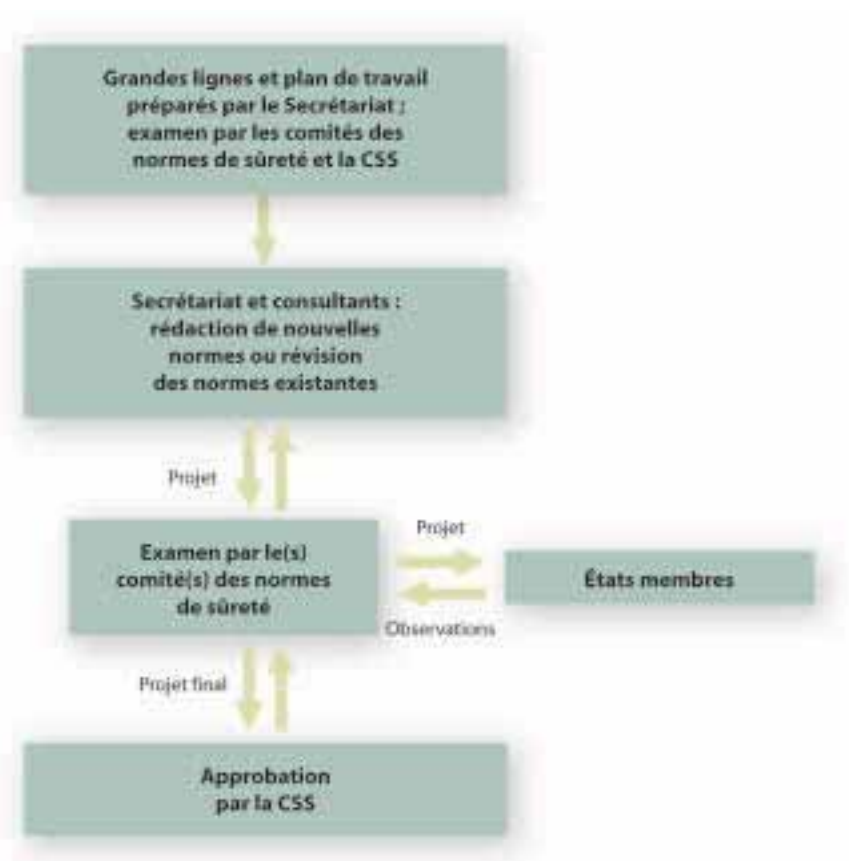 Grandes lignes et plan de travail
préparés par le Secrétariat ;
examen par les comités des
normes de sûreté et la CSS
Secrétariat et consultants :
rédaction de nouvelles
normes ou révision
des normes existantes
Projet
Examen par le(s)
comité(s) des normes
de sûreté
Projet
États membres
Observations
Projet final
Approbation
par la CSS